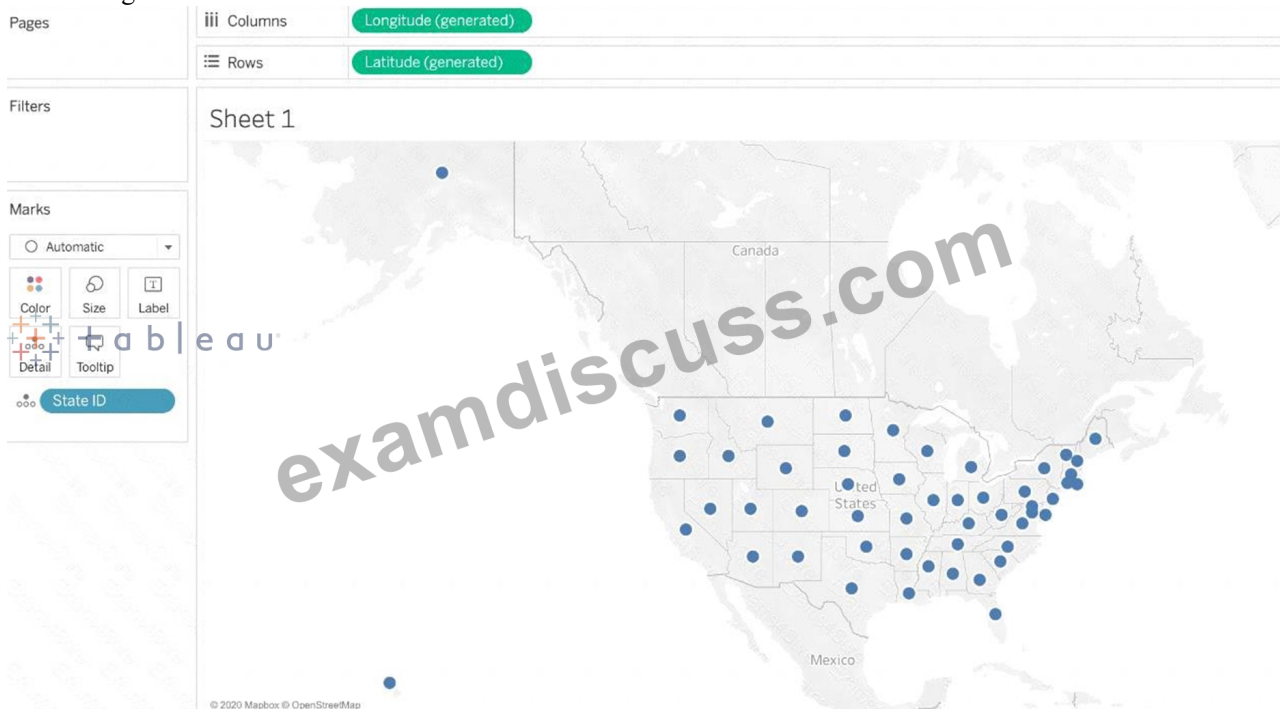 Pages
Columns
Longitude (generated)
Rows
Latitude (generated)
Filters
Sheet 1
Marks
Automatic
Color
Size
Label
Detail
Tooltip
State ID
+ a b | e a u
Canada
United
States
Mexico
examdiscuss.com
© 2020 Mapbox © OpenStreetMap